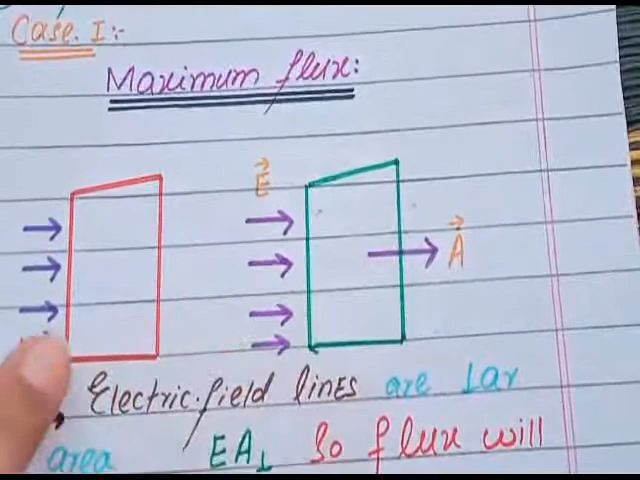 Case. I:-
Maximum flux:
E
A
Electric field lines are ⊥ar
area EA⊥ So flux will